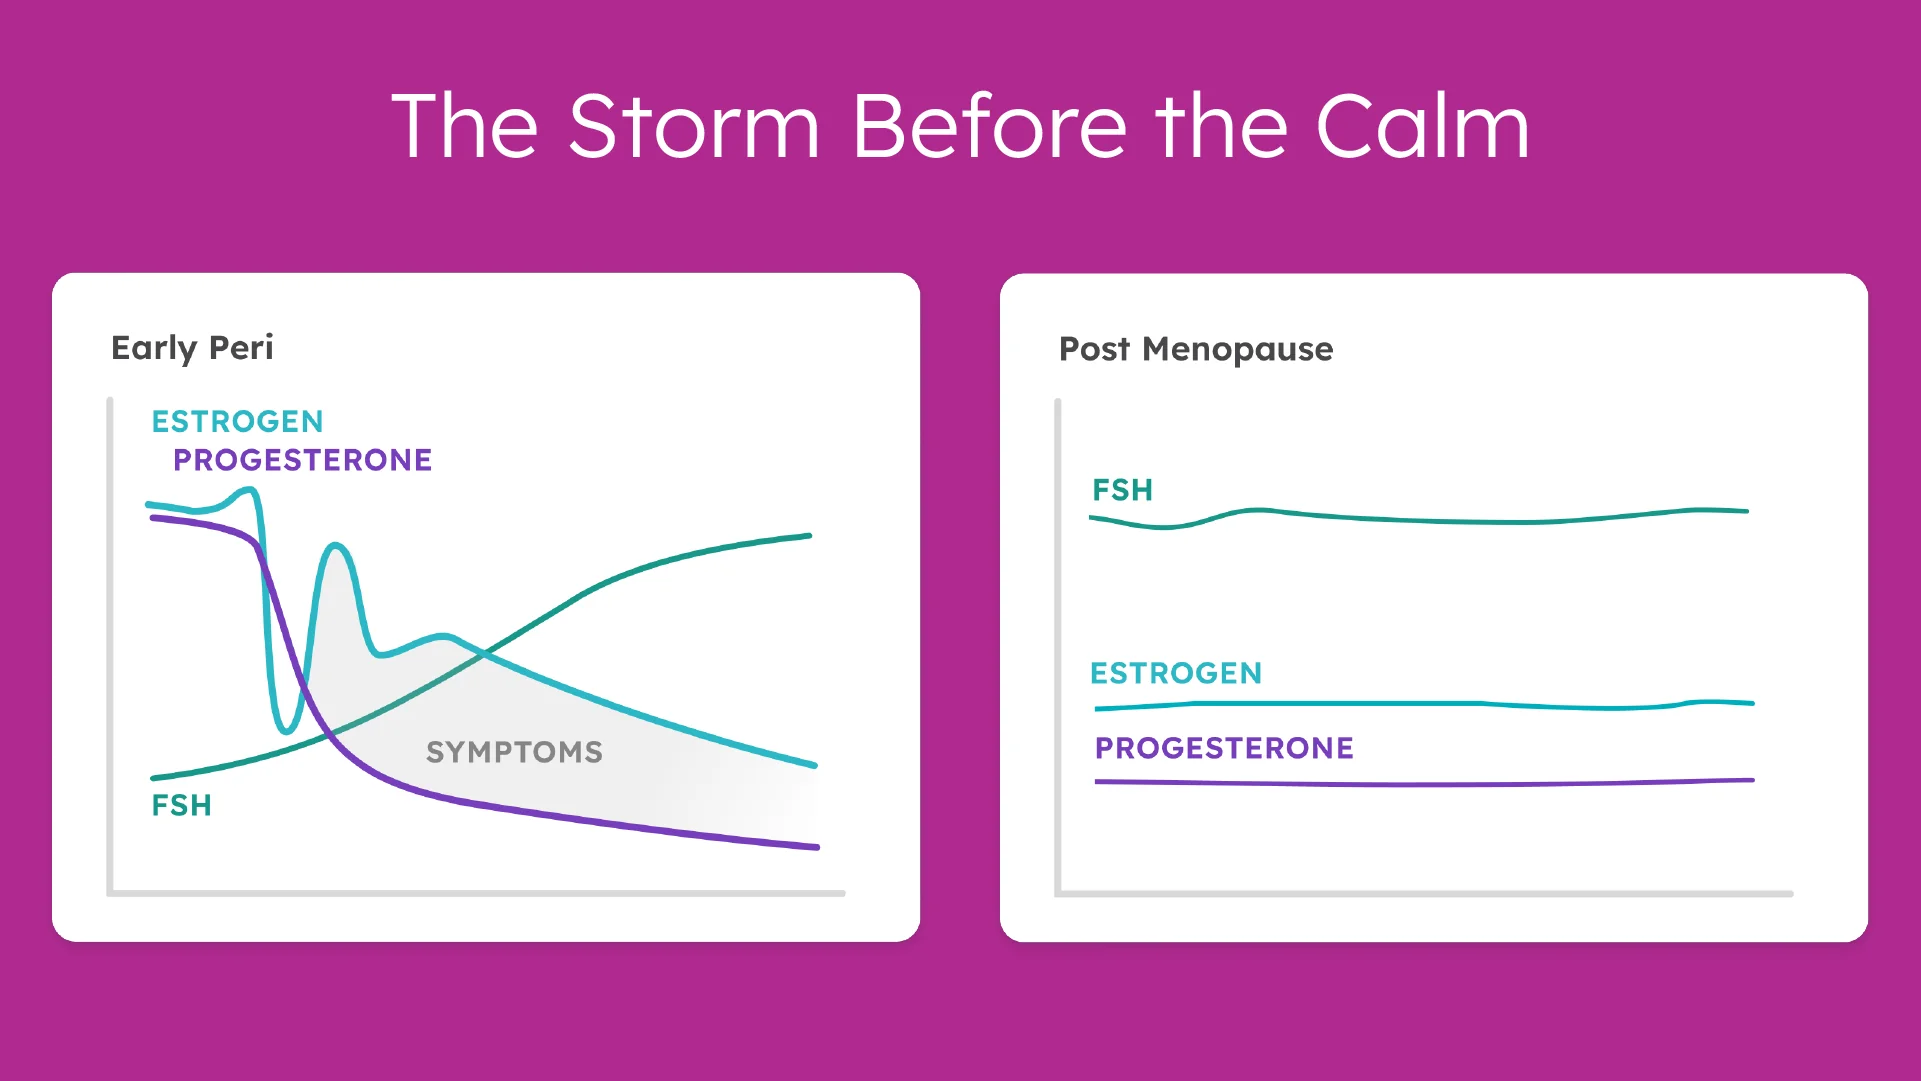 The Storm Before the Calm
Early Peri
ESTROGEN
PROGESTERONE
SYMPTOMS
FSH
Post Menopause
FSH
ESTROGEN
PROGESTERONE